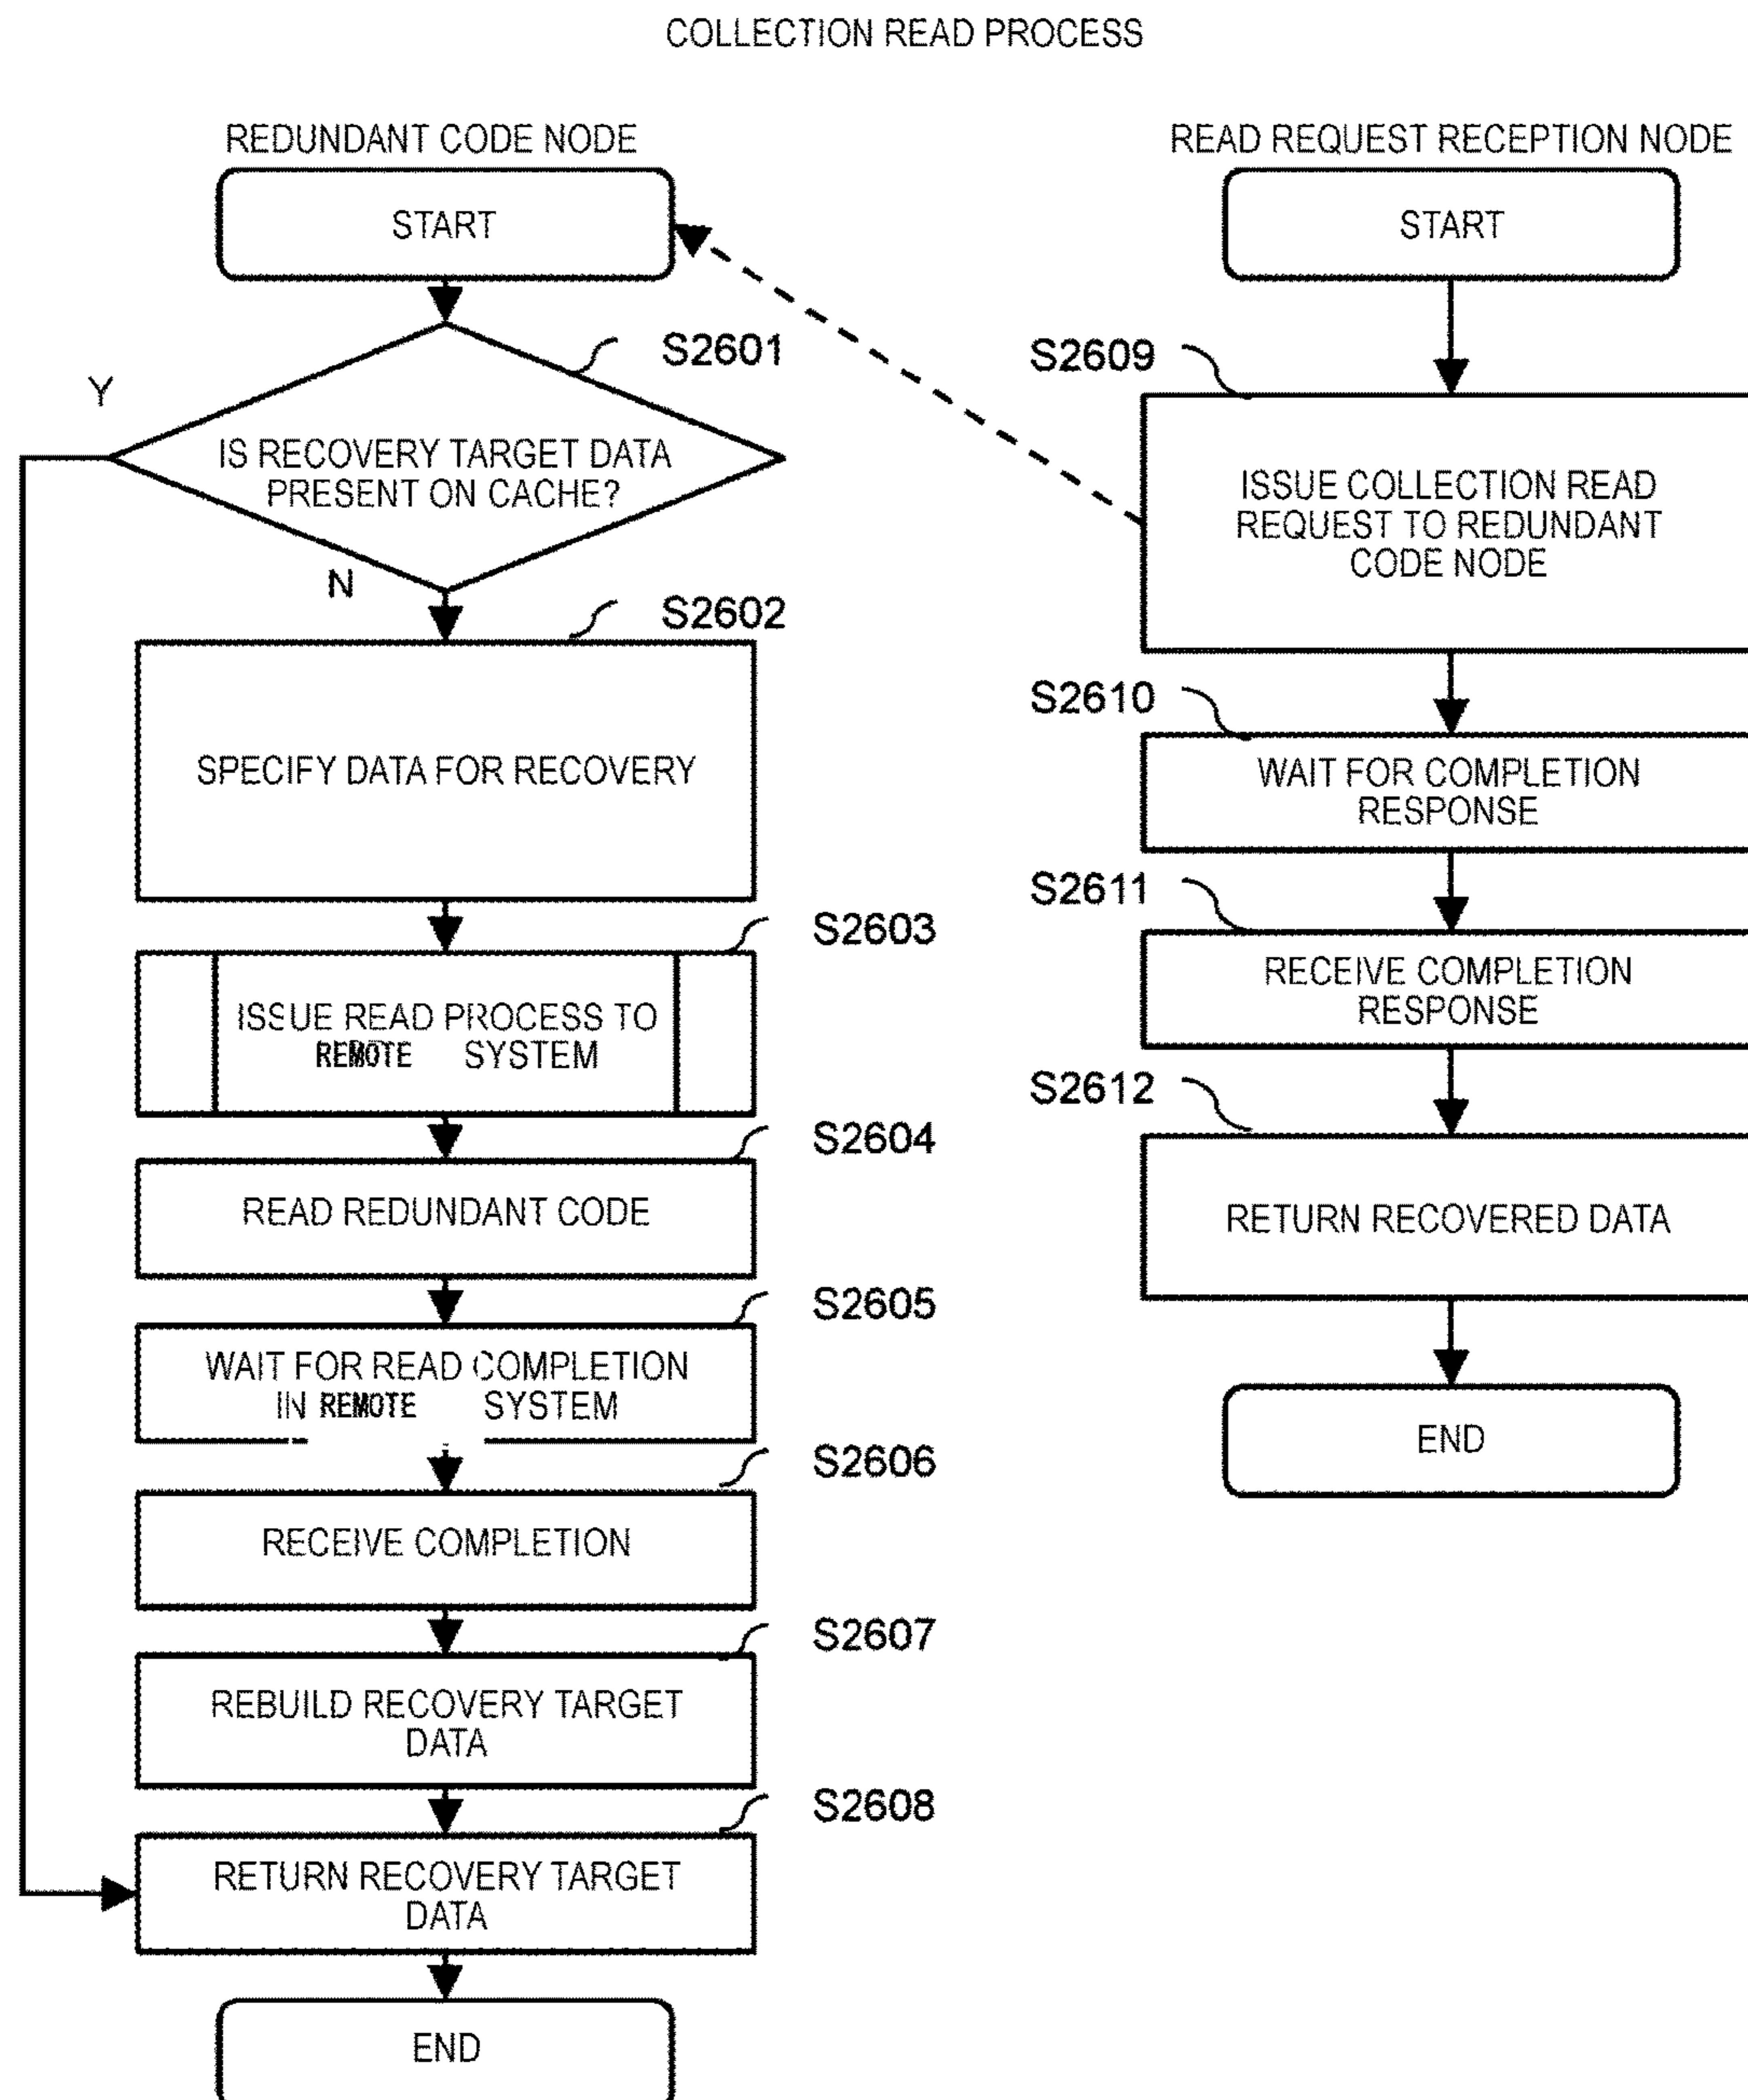 COLLECTION READ PROCESS
REDUNDANT CODE NODE
START
S2601
Y
IS RECOVERY TARGET DATA
PRESENT ON CACHE?
N
S2602
SPECIFY DATA FOR RECOVERY
S2603
ISSUE READ PROCESS TO
REMOTE SYSTEM
S2604
READ REDUNDANT CODE
S2605
WAIT FOR READ COMPLETION
IN REMOTE SYSTEM
S2606
RECEIVE COMPLETION
S2607
REBUILD RECOVERY TARGET
DATA
S2608
RETURN RECOVERY TARGET
DATA
END
READ REQUEST RECEPTION NODE
START
S2609
ISSUE COLLECTION READ
REQUEST TO REDUNDANT
CODE NODE
S2610
WAIT FOR COMPLETION
RESPONSE
S2611
RECEIVE COMPLETION
RESPONSE
S2612
RETURN RECOVERED DATA
END